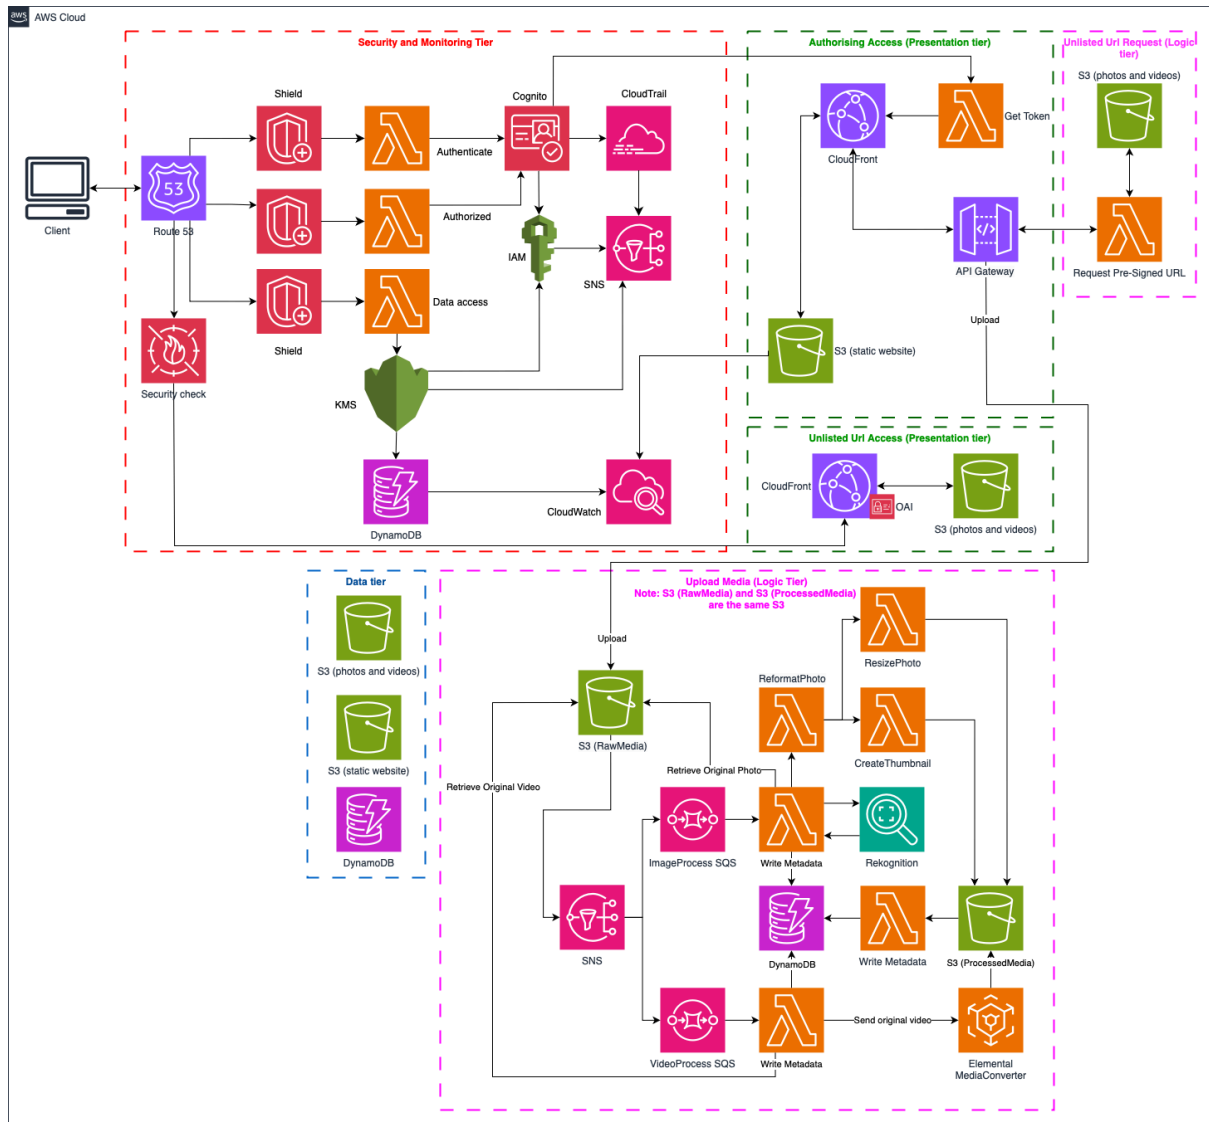 aws
AWS Cloud
Security and Monitoring Tier
Authorising Access (Presentation tier)
Unlisted Url Request (Logic
tier)
S3 (photos and videos)
Shield
Cognito
CloudTrail
Get Token
Authenticate
CloudFront
53
Client
Route 53
Authorized
IAM
SNS
API Gateway
Request Pre-Signed URL
Data access
Upload
Shield
S3 (static website)
Security check
KMS
Unlisted Url Access (Presentation tier)
CloudFront
OAI
CloudWatch
DynamoDB
S3 (photos and videos)
Data tier
S3 (photos and videos)
S3 (static website)
DynamoDB
Upload Media (Logic Tier)
Note: S3 (RawMedia) and S3 (ProcessedMedia)
are the same S3
Upload
ResizePhoto
ReformatPhoto
S3 (RawMedia)
CreateThumbnail
Retrieve Original Photo
Retrieve Original Video
ImageProcess SQS
Write Metadata
Rekognition
SNS
DynamoDB
Write Metadata
S3 (ProcessedMedia)
Send original video
VideoProcess SQS
Write Metadata
Elemental
MediaConverter